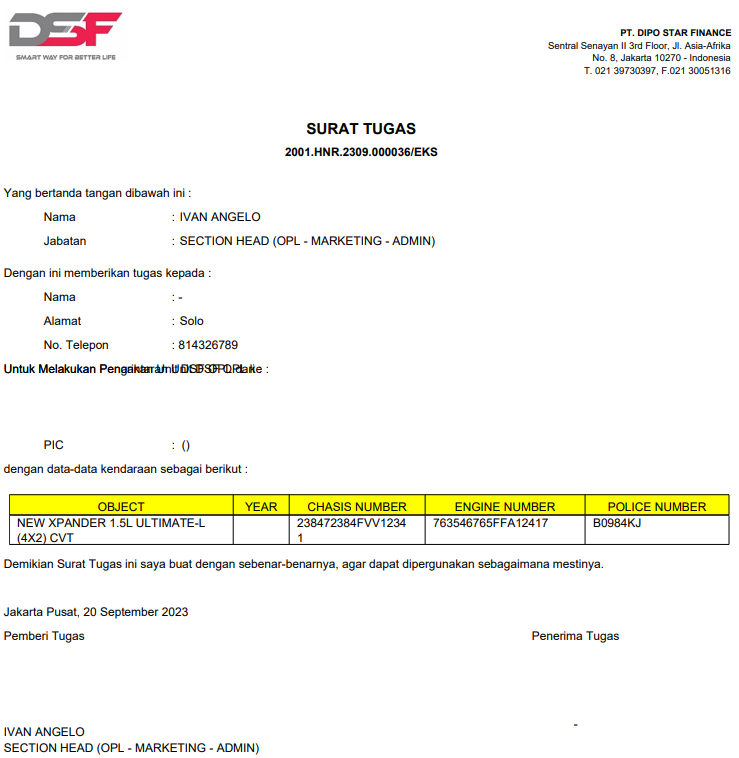 DSF
SMART WAY FOR BETTER LIFE
PT. DIPO STAR FINANCE
Sentral Senayan II 3rd Floor, Jl. Asia-Afrika
No. 8, Jakarta 10270 - Indonesia
T. 021 39730397, F.021 30051316
SURAT TUGAS
2001.HNR.2309.000036/EKS
Yang bertanda tangan dibawah ini :
Nama : IVAN ANGELO
Jabatan : SECTION HEAD (OPL - MARKETING - ADMIN)
Dengan ini memberikan tugas kepada :
Nama : -
Alamat : Solo
No. Telepon : 814326789
Untuk Melakukan
PIC : ()
dengan data-data kendaraan sebagai berikut :
OBJECT YEAR CHASIS NUMBER ENGINE NUMBER POLICE NUMBER
NEW XPANDER 1.5L ULTIMATE-L 238472384FVV1234 763546765FFA12417 B0984KJ
(4X2) CVT 1
Demikian Surat Tugas ini saya buat dengan sebenar-benarnya, agar dapat dipergunakan sebagaimana mestinya.
Jakarta Pusat, 20 September 2023
Pemberi Tugas Penerima Tugas
-
IVAN ANGELO
SECTION HEAD (OPL - MARKETING - ADMIN)